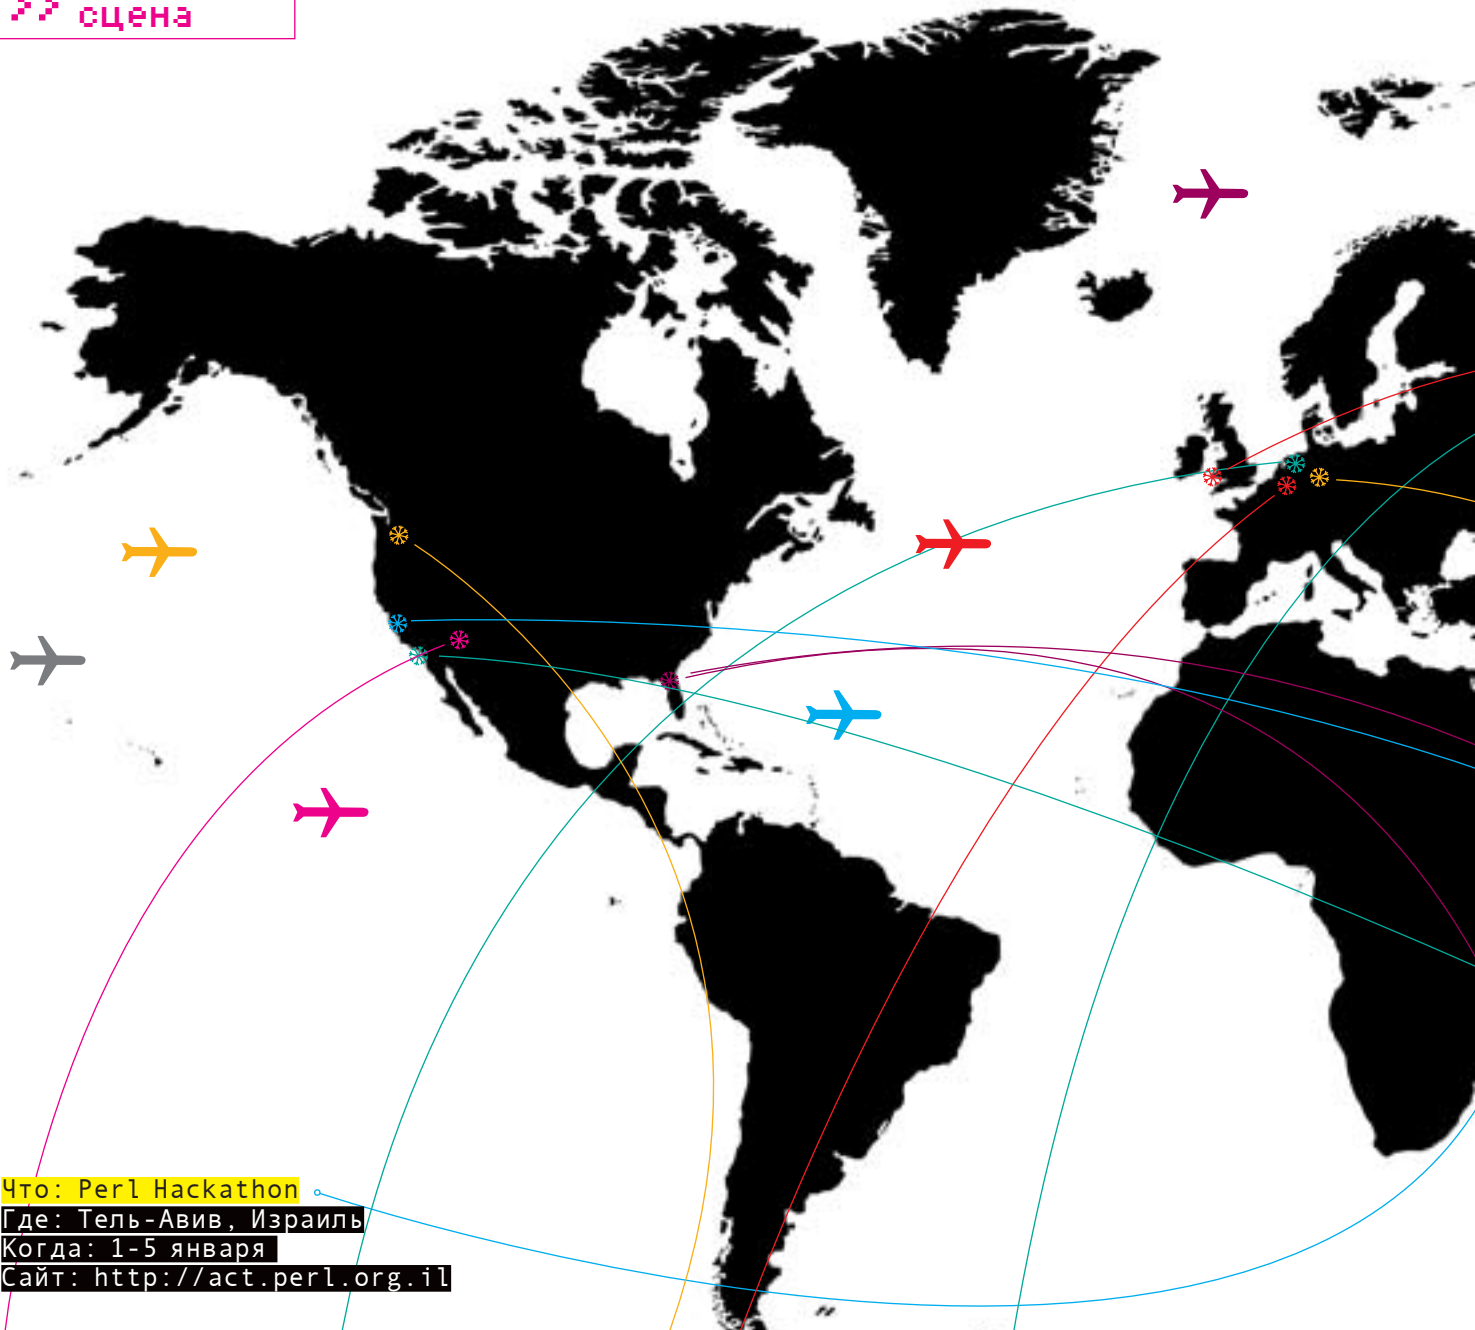 >> сцена
Что: Perl Hackathon
Где: Тель-Авив, Израиль
Когда: 1-5 января
Сайт: http://act.perl.org.il